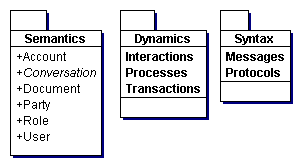 Semantics
+Account
+Conversation
+Document
+Party
+Role
+User
Dynamics
Interactions
Processes
Transactions
Syntax
Messages
Protocols